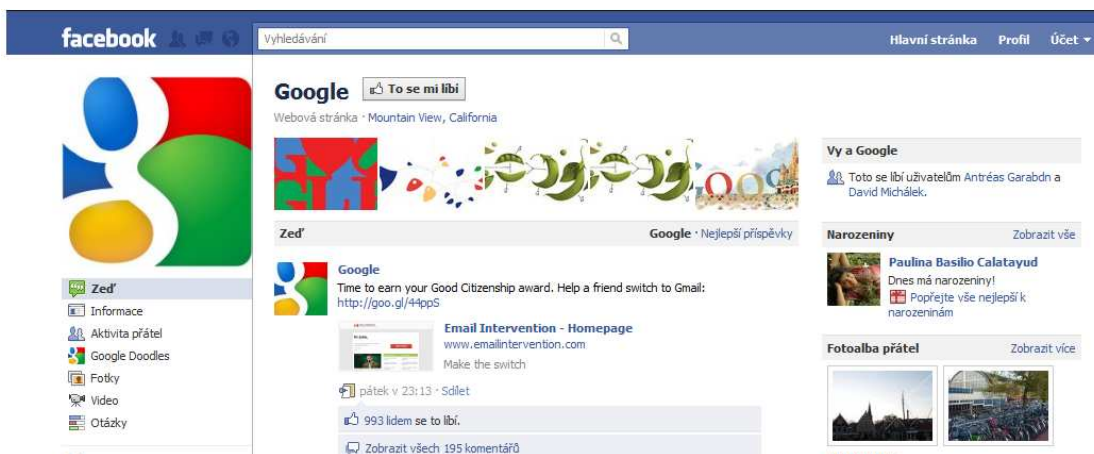 facebook
Vyhledávání
Hlavní stránka Profil Účet
Google To se mi líbí
Webová stránka · Mountain View, California
Zeď Google · Nejlepší příspěvky
Google
Time to earn your Good Citizenship award. Help a friend switch to Gmail:
http://goo.gl/44ppS
Email Intervention - Homepage
www.emailintervention.com
Make the switch
pátek v 23:13 · Sdílet
993 lidem se to líbí.
Zobrazit všech 195 komentářů
Zeď
Informace
Aktivita přátel
Google Doodles
Fotky
Video
Otázky
Vy a Google
Toto se líbí uživatelům Antréas Garabdn a
David Michálek.
Narozeniny Zobrazit vše
Paulina Basilio Calatayud
Dnes má narozeniny!
Popřejte vše nejlepší k
narozeninám
Fotoalba přátel Zobrazit více